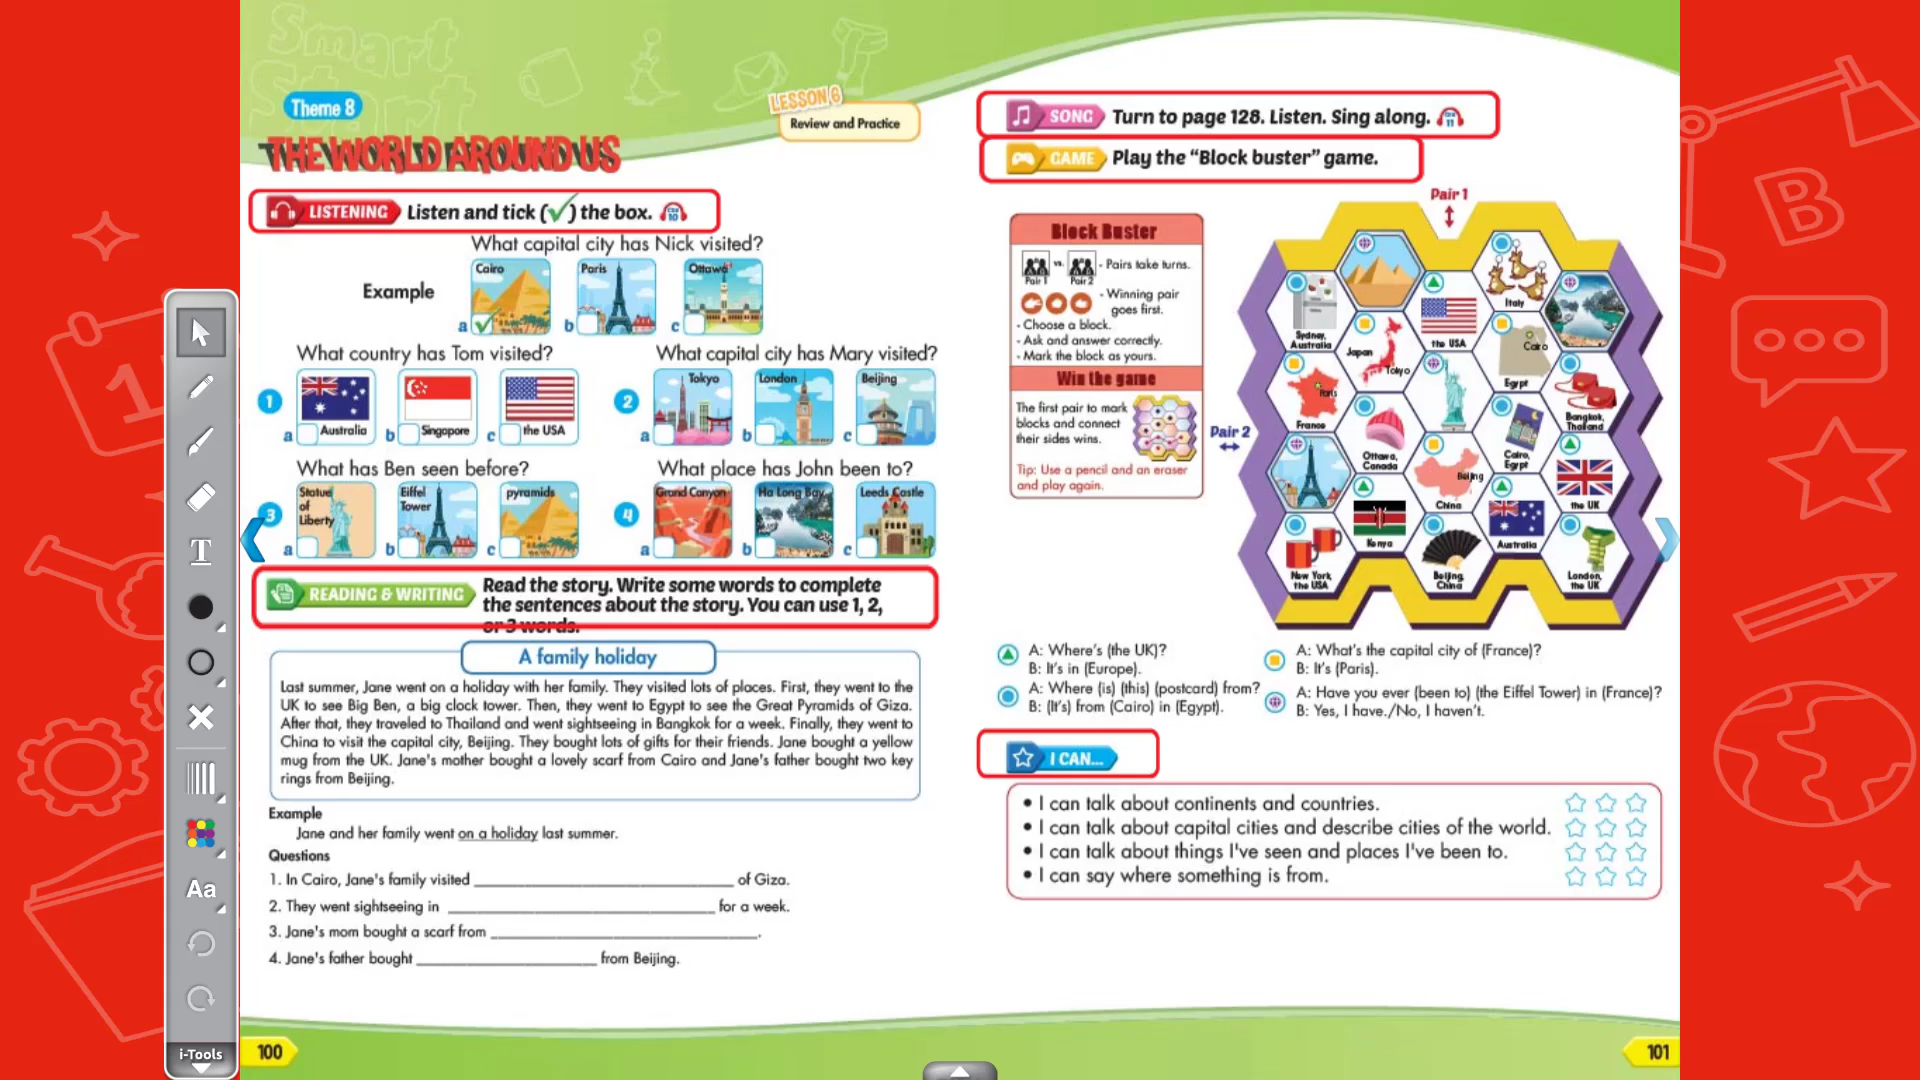 Smart
Start
Theme 8
LESSON 6
Review and Practice
THE WORLD AROUND US
LISTENING Listen and tick (✓) the box. CD2 10
What capital city has Nick visited?
Example
Cairo
Paris
Ottawa
a
b
c
What country has Tom visited?
1
a Australia
b Singapore
c the USA
What capital city has Mary visited?
2
Tokyo
London
Beijing
a
b
c
What has Ben seen before?
3
Statue
of
Liberty
Eiffel
Tower
pyramids
a
b
c
What place has John been to?
4
Grand Canyon
Ha Long Bay
Leeds Castle
a
b
c
READING & WRITING Read the story. Write some words to complete
the sentences about the story. You can use 1, 2,
or 3 words.
A family holiday
Last summer, Jane went on a holiday with her family. They visited lots of places. First, they went to the
UK to see Big Ben, a big clock tower. Then, they went to Egypt to see the Great Pyramids of Giza.
After that, they traveled to Thailand and went sightseeing in Bangkok for a week. Finally, they went to
China to visit the capital city, Beijing. They bought lots of gifts for their friends. Jane bought a yellow
mug from the UK. Jane's mother bought a lovely scarf from Cairo and Jane's father bought two key
rings from Beijing.
Example
Jane and her family went on a holiday last summer.
Questions
1. In Cairo, Jane's family visited ______ of Giza.
2. They went sightseeing in ______ for a week.
3. Jane's mom bought a scarf from ______.
4. Jane's father bought ______ from Beijing.
100
SONG Turn to page 128. Listen. Sing along. CD2 11
GAME Play the “Block buster” game.
Block Buster
Pair 1 vs. Pair 2
- Pairs take turns.
- Winning pair
goes first.
- Choose a block.
- Ask and answer correctly.
- Mark the block as yours.
Win the game
The first pair to mark
blocks and connect
their sides wins.
Tip: Use a pencil and an eraser
and play again.
Pair 1
Pair 2
Sydney,
Australia
the USA
Italy
Japan
Tokyo
Cairo
Egypt
Paris
France
Bangkok,
Thailand
Ottawa,
Canada
Cairo,
Egypt
Beijing
China
the UK
Kenya
Australia
New York,
the USA
Beijing,
China
London,
the UK
A: Where's (the UK)?
B: It's in (Europe).
A: Where (is) (this) (postcard) from?
B: (It's) from (Cairo) in (Egypt).
A: What's the capital city of (France)?
B: It's (Paris).
A: Have you ever (been to) (the Eiffel Tower) in (France)?
B: Yes, I have./No, I haven't.
I CAN...
• I can talk about continents and countries.
• I can talk about capital cities and describe cities of the world.
• I can talk about things I've seen and places I've been to.
• I can say where something is from.
101
T
Aa
i-Tools
1
B